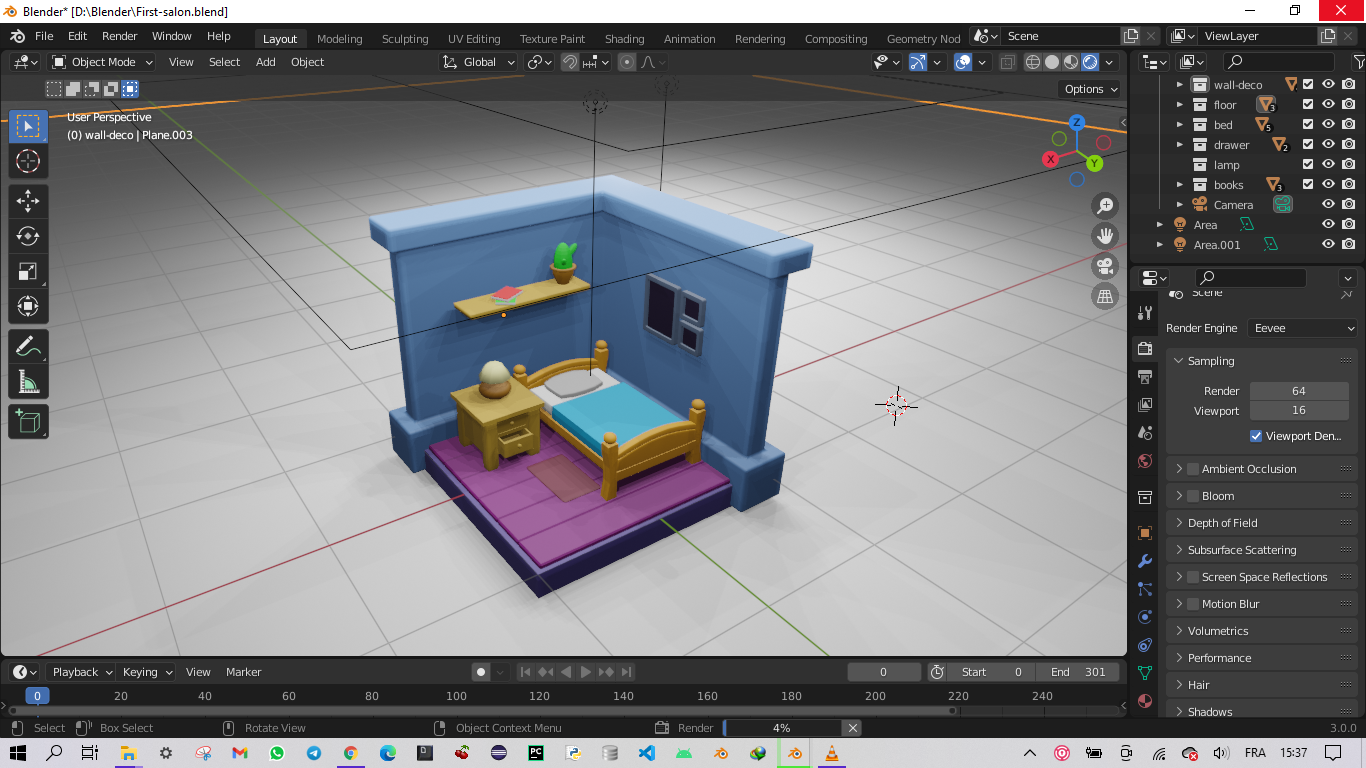 Blender* [D:\Blender\First-salon.blend]
File Edit Render Window Help Layout Modeling Sculpting UV Editing Texture Paint Shading Animation Rendering Compositing Geometry Nod Scene ViewLayer
Object Mode View Select Add Object Global
Options
User Perspective
(0) wall-deco | Plane.003
Z
X
Y
wall-deco
floor 3
bed 5
drawer 2
lamp
books 3
Camera
Area
Area.001
Scene
Render Engine Eevee
Sampling
Render 64
Viewport 16
Viewport Den...
Ambient Occlusion
Bloom
Depth of Field
Subsurface Scattering
Screen Space Reflections
Motion Blur
Volumetrics
Performance
Hair
Shadows
Playback Keying View Marker 0 Start 0 End 301
0 20 40 60 80 100 120 140 160 180 200 220 240
Select Box Select Rotate View Object Context Menu Render 4% 3.0.0
PC FRA 15:37